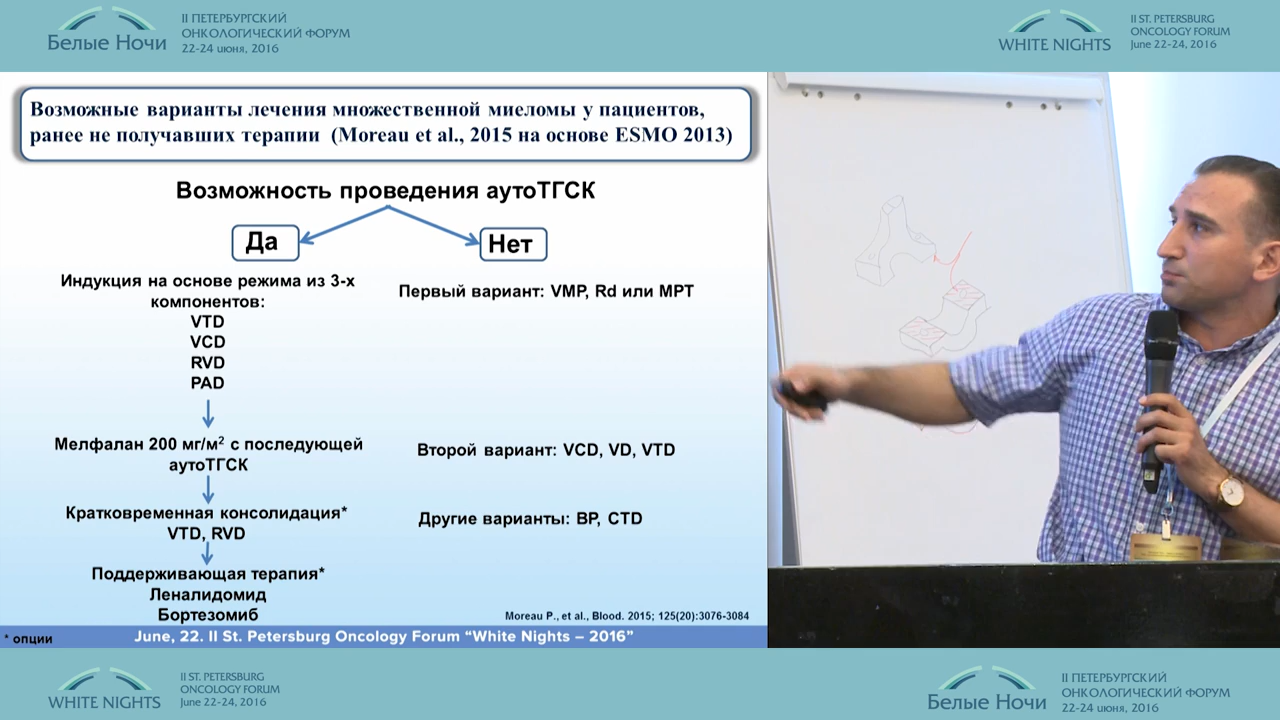 Белые Ночи
II ПЕТЕРБУРГСКИЙ
ОНКОЛОГИЧЕСКИЙ ФОРУМ
22-24 июня, 2016
WHITE NIGHTS
II ST. PETERSBURG
ONCOLOGY FORUM
June 22-24, 2016
Возможные варианты лечения множественной миеломы у пациентов,
ранее не получавших терапии (Moreau et al., 2015 на основе ESMO 2013)
Возможность проведения аутоТГСК
Да
Нет
Индукция на основе режима из 3-х
компонентов:
VTD
VCD
RVD
PAD
Мелфалан 200 мг/м² с последующей
аутоТГСК
Кратковременная консолидация*
VTD, RVD
Поддерживающая терапия*
Леналидомид
Бортезомиб
Первый вариант: VMP, Rd или MPT
Второй вариант: VCD, VD, VTD
Другие варианты: BP, CTD
Moreau P., et al., Blood. 2015; 125(20):3076-3084
* опции
June, 22. II St. Petersburg Oncology Forum “White Nights – 2016”
WHITE NIGHTS
II ST. PETERSBURG
ONCOLOGY FORUM
June 22-24, 2016
Белые Ночи
II ПЕТЕРБУРГСКИЙ
ОНКОЛОГИЧЕСКИЙ ФОРУМ
22-24 июня, 2016